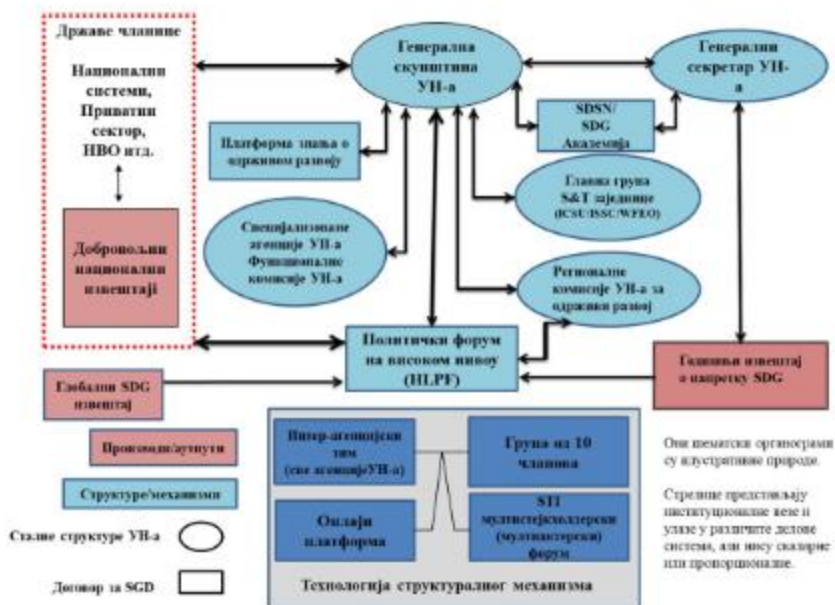 Државе чланице
Национални
системи,
Приватни
сектор,
НВО итд.
Добровољни
национални
извештаји
Генерална
скупштина
УН-а
Генерални
секретар УН-
а
Платформа знања о
одрживом развоју
SDSN/
SDG
Академија
Главна група
S&T заједнице
(ICSU/ISSC/WFEO)
Специјализоване
агенције УН-а
Функционалне
комисије УН-а
Регионалне
комисије УН-а за
одрживи развој
Политички форум
на високом нивоу
(HLPF)
Годишњи извештај
о напретку SDG
Глобални SDG
извештај
Производи/аутпути
Структуре/механизми
Сталне структуре УН-а
Договор за SGD
Интер-агенцијски
тим
(све агенцијеУН-а)
Група од 10
чланова
Онлајн
платформа
STI
мултистејкхолдерски
(мултиактерски)
форум
Технологија структуралног механизма
Они шематски органограми
су илустративне природе.
Стрелице представљају
институционалне везе и
улазе у различите делове
система, али нису скаларне
или пропорционалне.